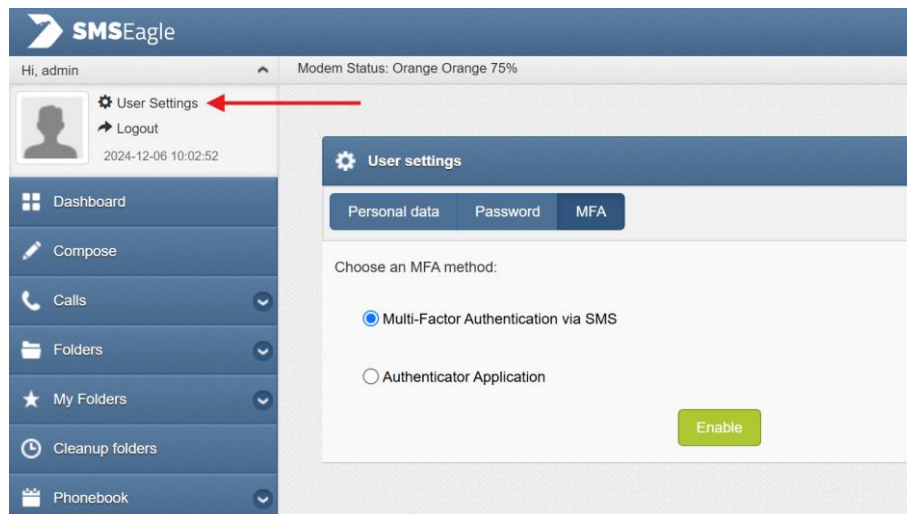 SMSEagle
Hi, admin
Modem Status: Orange Orange 75%
User Settings
Logout
2024-12-06 10:02:52
Dashboard
Compose
Calls
Folders
My Folders
Cleanup folders
Phonebook
User settings
Personal data Password MFA
Choose an MFA method:
Multi-Factor Authentication via SMS
Authenticator Application
Enable